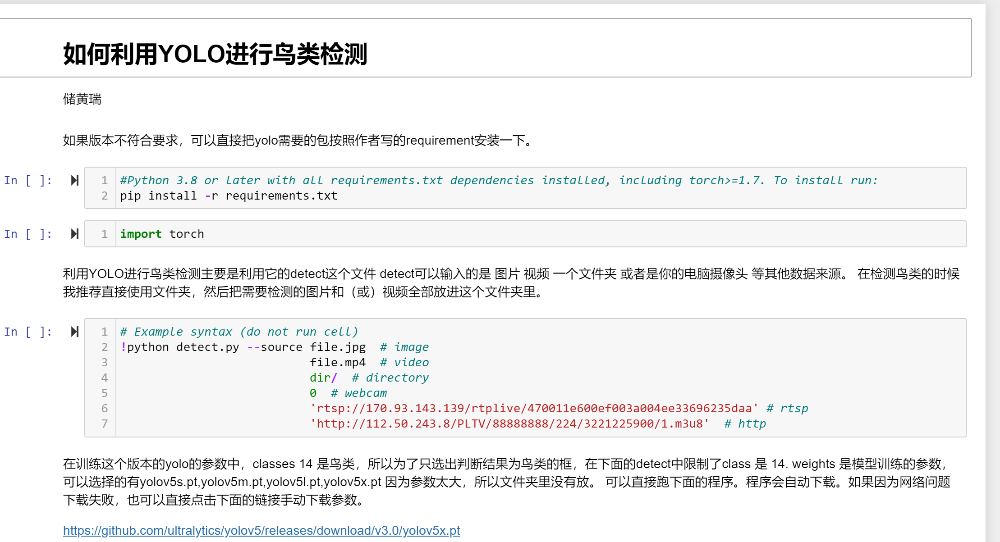 如何利用YOLO进行鸟类检测
储黄瑞
如果版本不符合要求，可以直接把yolo需要的包按照作者写的requirement安装一下。
In [ ]:
1 #Python 3.8 or later with all requirements.txt dependencies installed, including torch>=1.7. To install run:
2 pip install -r requirements.txt
In [ ]:
1 import torch
利用YOLO进行鸟类检测主要是利用它的detect这个文件 detect可以输入的是 图片 视频 一个文件夹 或者是你的电脑摄像头 等其他数据来源。 在检测鸟类的时候
我推荐直接使用文件夹，然后把需要检测的图片和（或）视频全部放进这个文件夹里。
In [ ]:
1 # Example syntax (do not run cell)
2 !python detect.py --source file.jpg  # image
3                            file.mp4  # video
4                            dir/  # directory
5                            0  # webcam
6                            'rtsp://170.93.143.139/rtplive/470011e600ef003a004ee33696235daa' # rtsp
7                            'http://112.50.243.8/PLTV/88888888/224/3221225900/1.m3u8'  # http
在训练这个版本的yolo的参数中，classes 14 是鸟类，所以为了只选出判断结果为鸟类的框，在下面的detect中限制了class 是 14. weights 是模型训练的参数，
可以选择的有yolov5s.pt,yolov5m.pt,yolov5l.pt,yolov5x.pt 因为参数太大，所以文件夹里没有放。 可以直接跑下面的程序。程序会自动下载。如果因为网络问题
下载失败，也可以直接点击下面的链接手动下载参数。
https://github.com/ultralytics/yolov5/releases/download/v3.0/yolov5x.pt